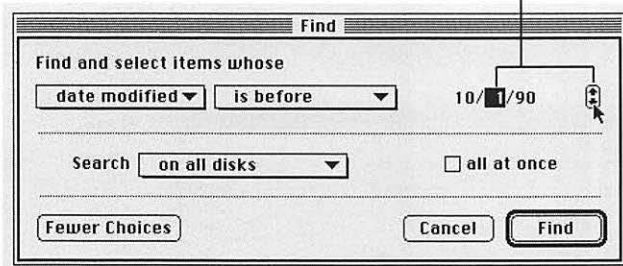 Find
Find and select items whose
date modified is before 10/1/90
Search on all disks all at once
Fewer Choices Cancel Find